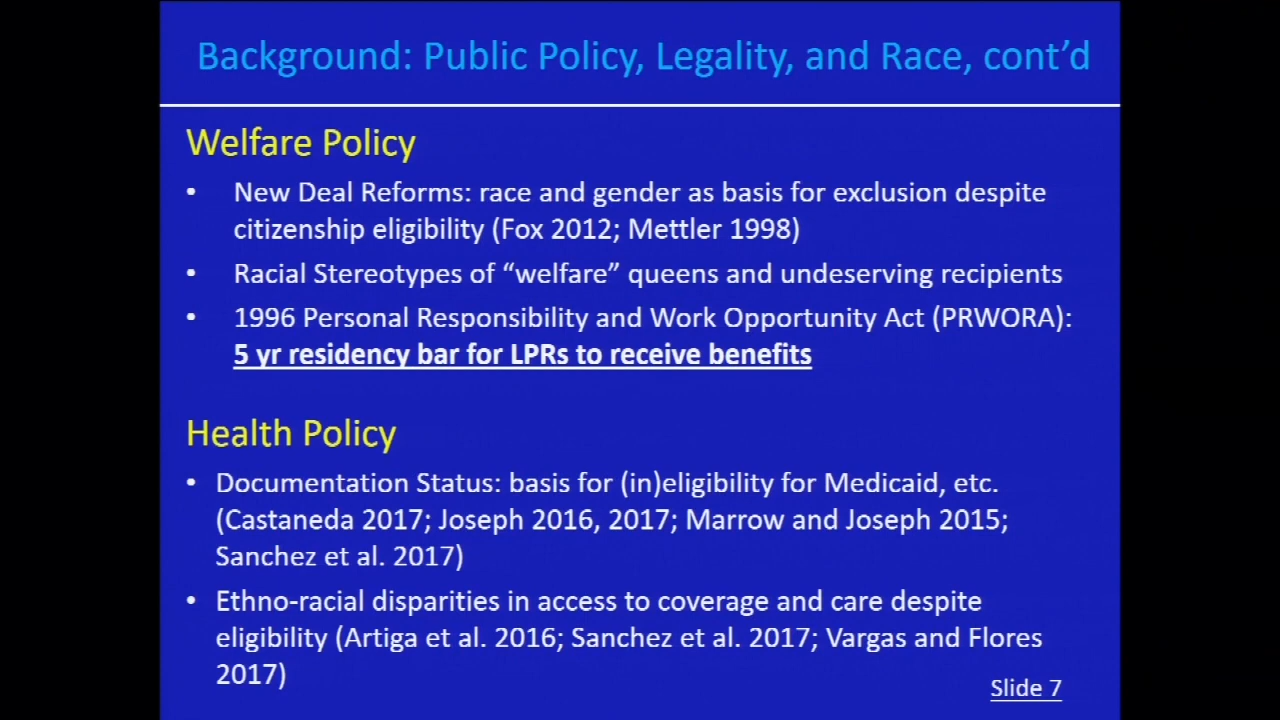 Background: Public Policy, Legality, and Race, cont’d
Welfare Policy
• New Deal Reforms: race and gender as basis for exclusion despite
citizenship eligibility (Fox 2012; Mettler 1998)
• Racial Stereotypes of “welfare” queens and undeserving recipients
• 1996 Personal Responsibility and Work Opportunity Act (PRWORA):
5 yr residency bar for LPRs to receive benefits
Health Policy
• Documentation Status: basis for (in)eligibility for Medicaid, etc.
(Castaneda 2017; Joseph 2016, 2017; Marrow and Joseph 2015;
Sanchez et al. 2017)
• Ethno-racial disparities in access to coverage and care despite
eligibility (Artiga et al. 2016; Sanchez et al. 2017; Vargas and Flores
2017)
Slide 7